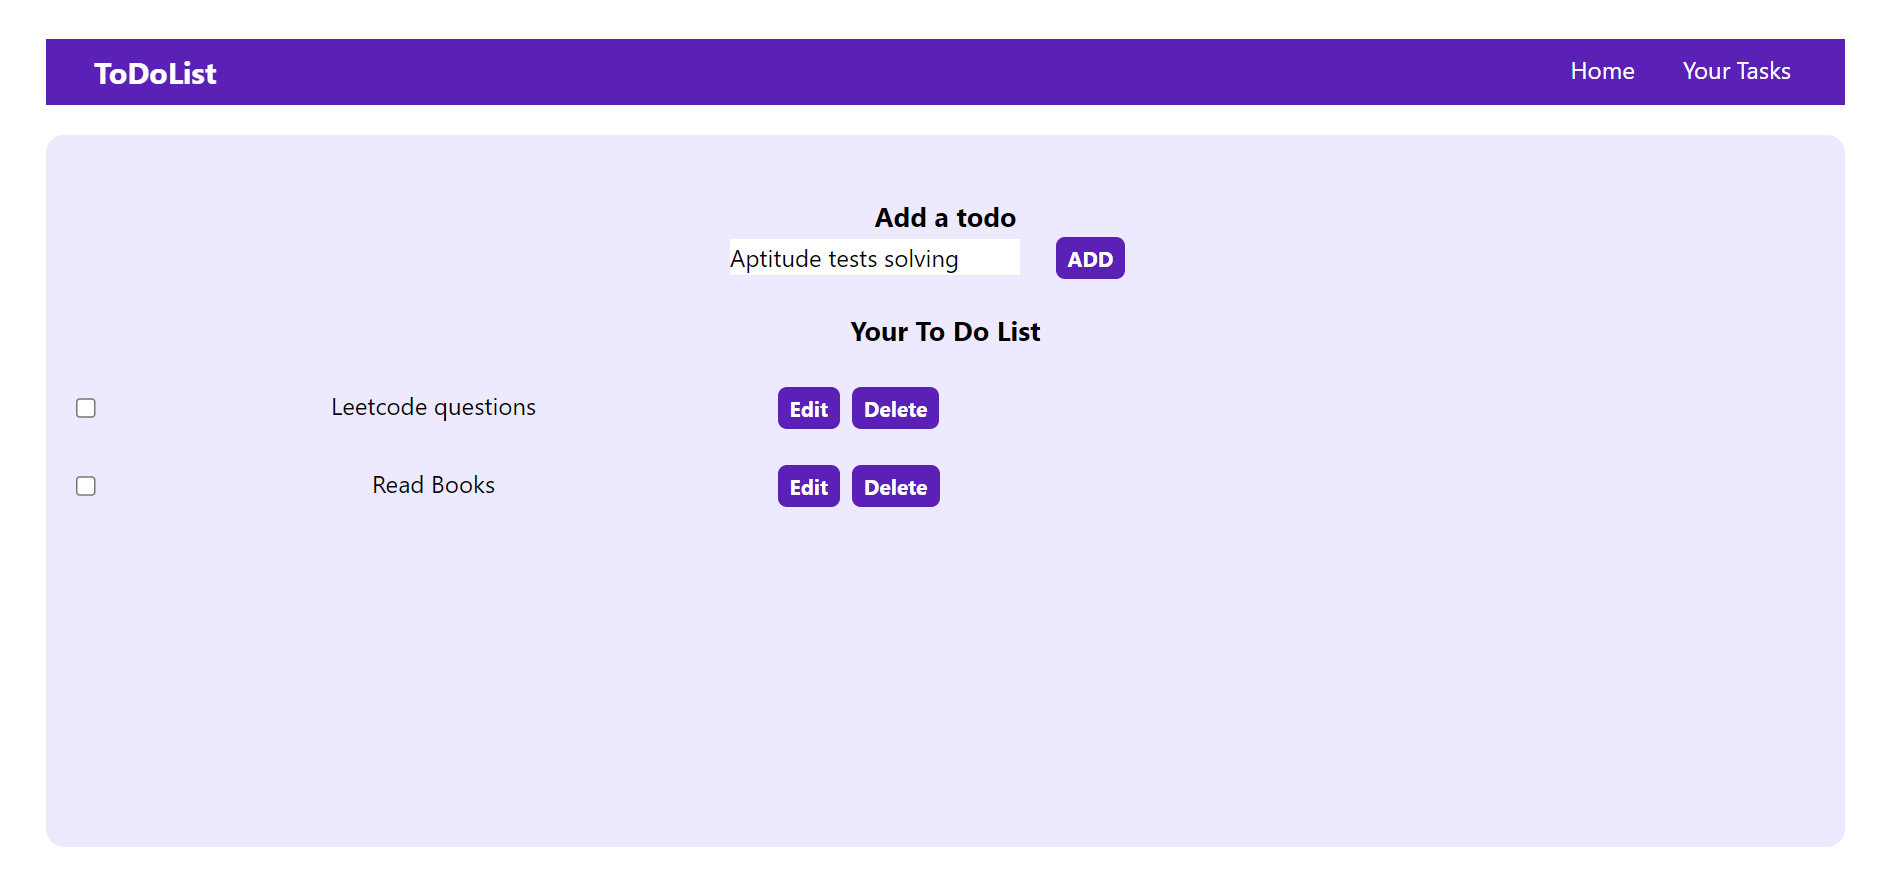 ToDoList Home Your Tasks
Add a todo
Aptitude tests solving ADD
Your To Do List
Leetcode questions Edit Delete
Read Books Edit Delete